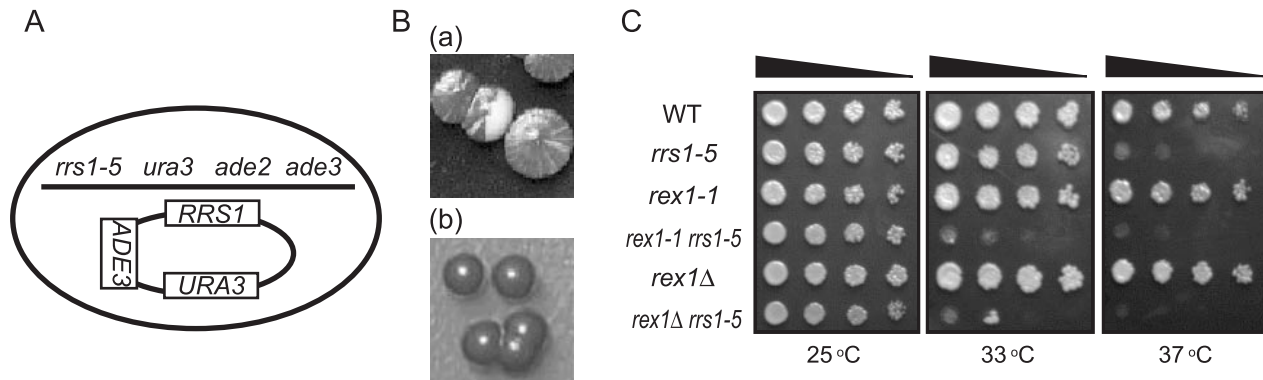 A
rrs1-5 ura3 ade2 ade3
RRS1
ADE3
URA3
B
(a)
(b)
C
WT
rrs1-5
rex1-1
rex1-1 rrs1-5
rex1Δ
rex1Δ rrs1-5
25 °C
33 °C
37 °C